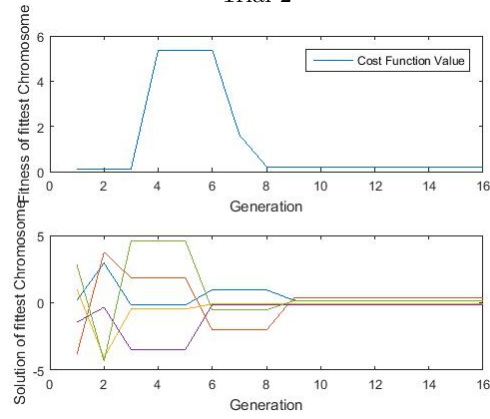 Trial 2
Fitness of fittest Chromosome
6
4
2
0
Cost Function Value
0 2 4 6 8 10 12 14 16
Generation
Solution of fittest Chromosome
5
0
-5
0 2 4 6 8 10 12 14 16
Generation